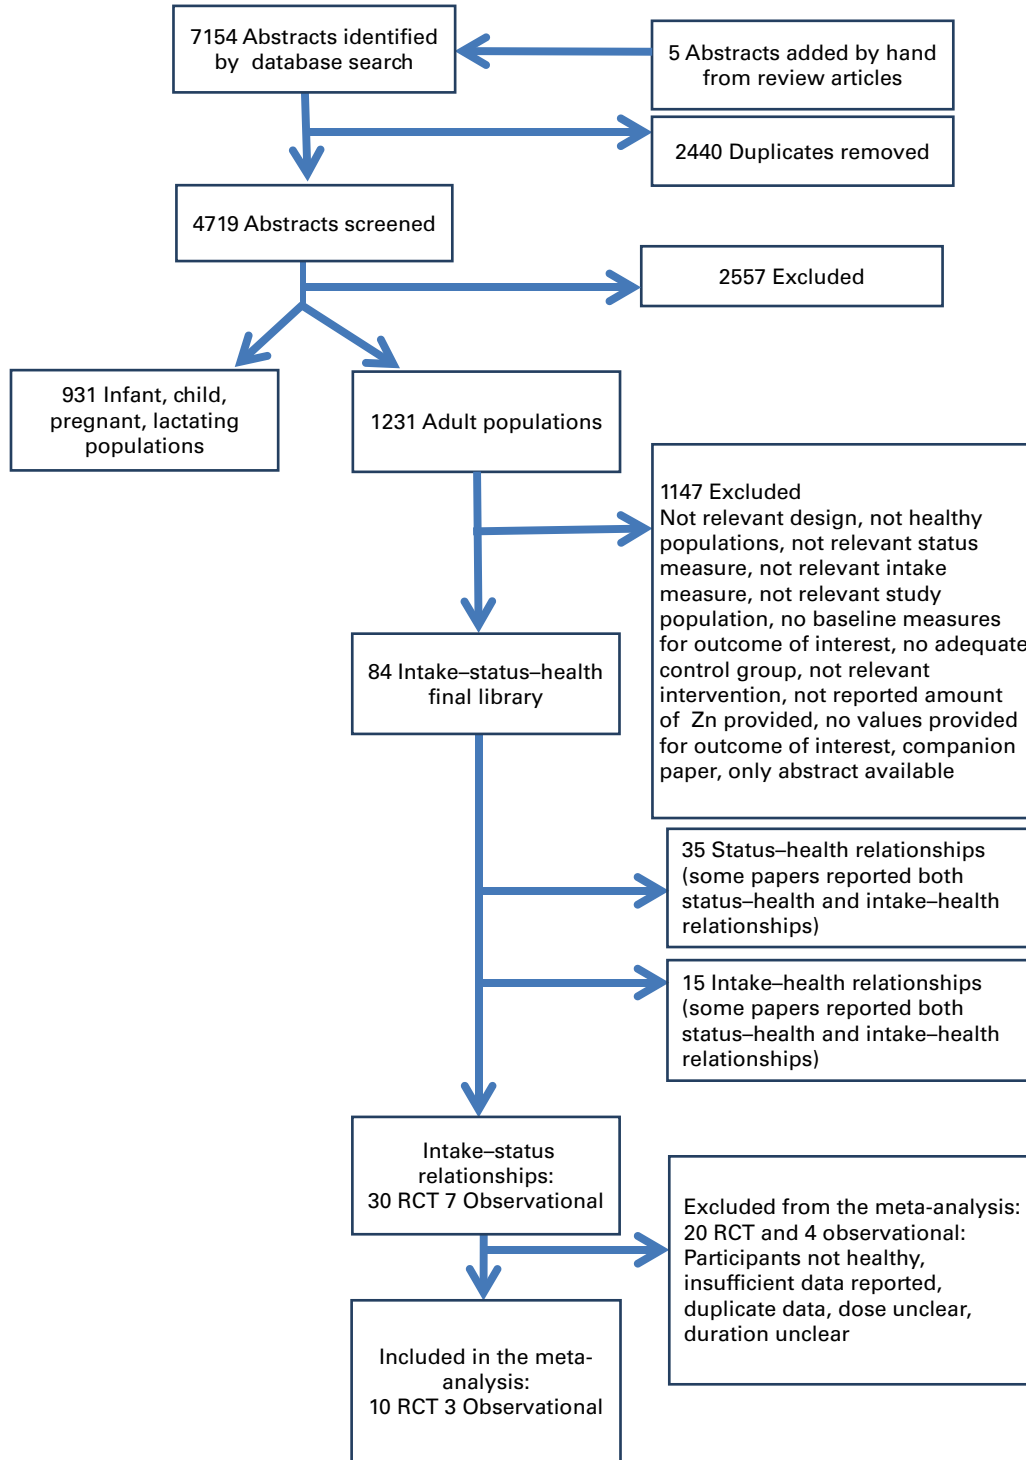 7154 Abstracts identified
by database search
5 Abstracts added by hand
from review articles
2440 Duplicates removed
4719 Abstracts screened
2557 Excluded
931 Infant, child,
pregnant, lactating
populations
1231 Adult populations
1147 Excluded
Not relevant design, not healthy
populations, not relevant status
measure, not relevant intake
measure, not relevant study
population, no baseline measures
for outcome of interest, no adequate
control group, not relevant
intervention, not reported amount
of Zn provided, no values provided
for outcome of interest, companion
paper, only abstract available
84 Intake–status–health
final library
35 Status–health relationships
(some papers reported both
status–health and intake–health
relationships)
15 Intake–health relationships
(some papers reported both
status–health and intake–health
relationships)
Intake–status
relationships:
30 RCT 7 Observational
Excluded from the meta-analysis:
20 RCT and 4 observational:
Participants not healthy,
insufficient data reported,
duplicate data, dose unclear,
duration unclear
Included in the meta-
analysis:
10 RCT 3 Observational